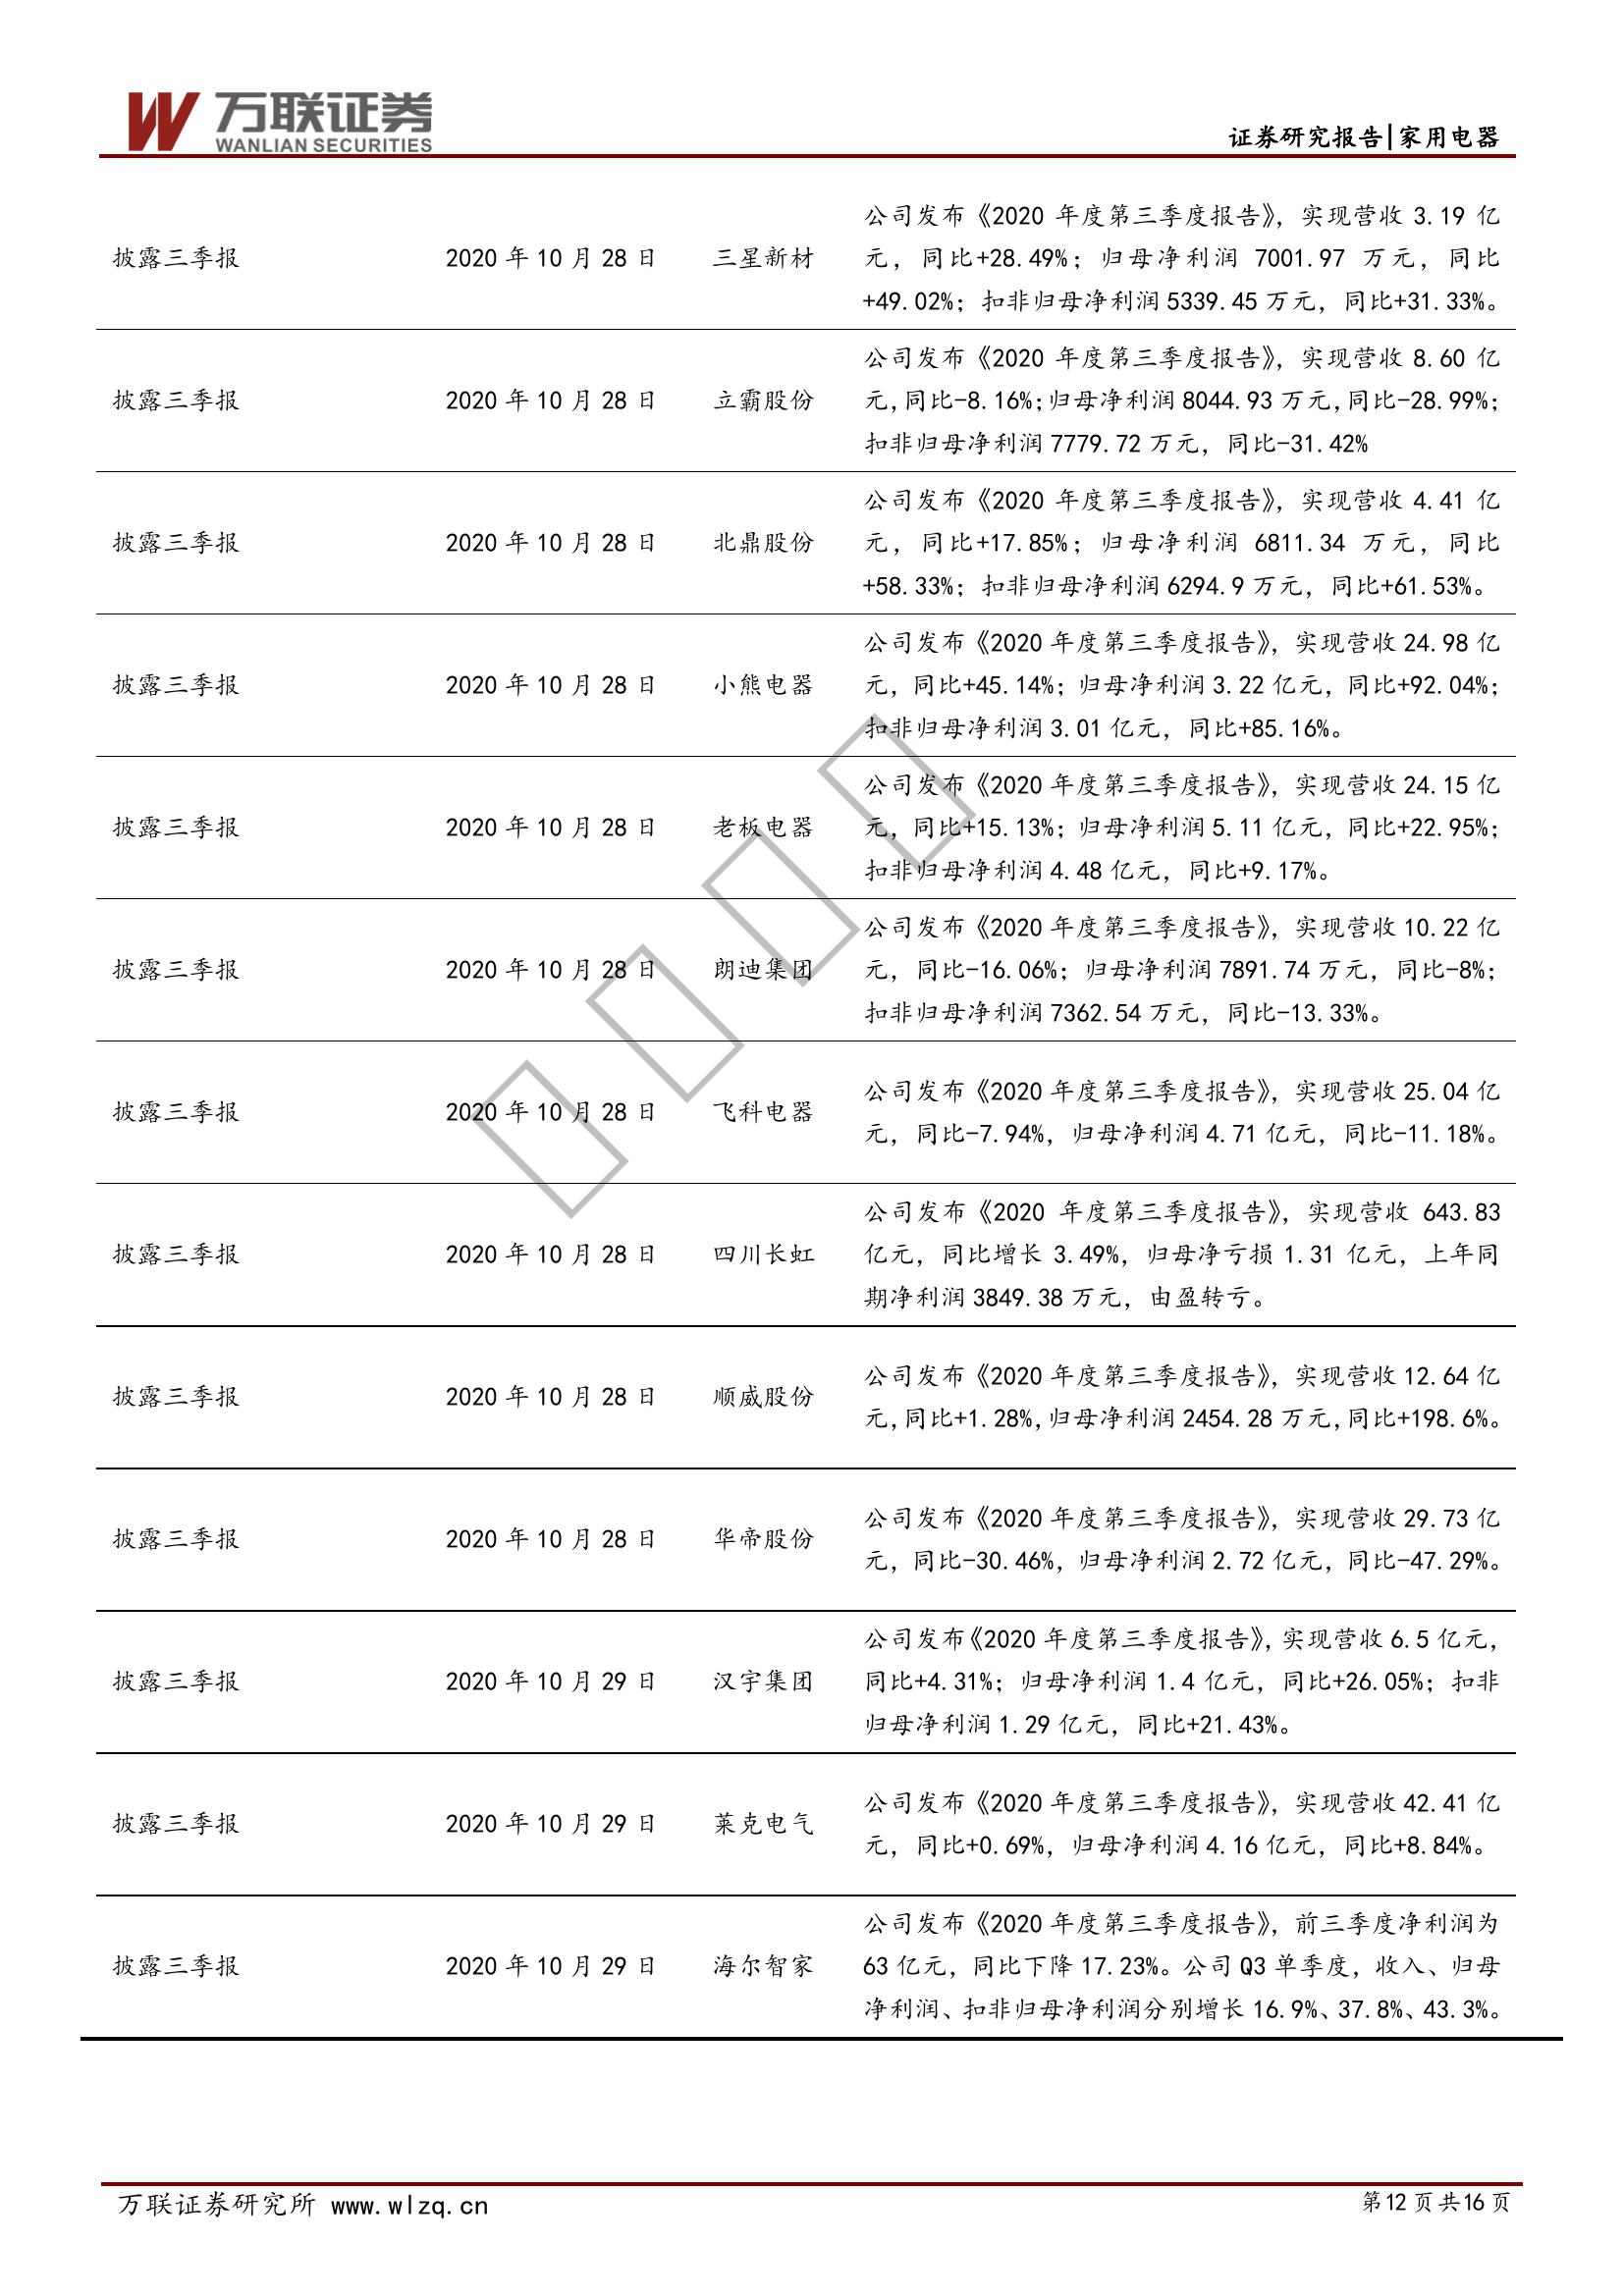 万联证券
WANLIAN SECURITIES
证券研究报告|家用电器
公司发布《2020 年度第三季度报告》，实现营收 3.19 亿
披露三季报 2020 年 10 月 28 日 三星新材 元，同比+28.49%；归母净利润 7001.97 万元，同比
+49.02%；扣非归母净利润 5339.45 万元，同比+31.33%。
公司发布《2020 年度第三季度报告》，实现营收 8.60 亿
披露三季报 2020 年 10 月 28 日 立霸股份 元，同比-8.16%；归母净利润 8044.93 万元，同比-28.99%；
扣非归母净利润 7779.72 万元，同比-31.42%
公司发布《2020 年度第三季度报告》，实现营收 4.41 亿
披露三季报 2020 年 10 月 28 日 北鼎股份 元，同比+17.85%；归母净利润 6811.34 万元，同比
+58.33%；扣非归母净利润 6294.9 万元，同比+61.53%。
公司发布《2020 年度第三季度报告》，实现营收 24.98 亿
披露三季报 2020 年 10 月 28 日 小熊电器 元，同比+45.14%；归母净利润 3.22 亿元，同比+92.04%；
扣非归母净利润 3.01 亿元，同比+85.16%。
公司发布《2020 年度第三季度报告》，实现营收 24.15 亿
披露三季报 2020 年 10 月 28 日 老板电器 元，同比+15.13%；归母净利润 5.11 亿元，同比+22.95%；
扣非归母净利润 4.48 亿元，同比+9.17%。
公司发布《2020 年度第三季度报告》，实现营收 10.22 亿
披露三季报 2020 年 10 月 28 日 朗迪集团 元，同比-16.06%；归母净利润 7891.74 万元，同比-8%；
扣非归母净利润 7362.54 万元，同比-13.33%。
公司发布《2020 年度第三季度报告》，实现营收 25.04 亿
披露三季报 2020 年 10 月 28 日 飞科电器
元，同比-7.94%，归母净利润 4.71 亿元，同比-11.18%。
公司发布《2020 年度第三季度报告》，实现营收 643.83
披露三季报 2020 年 10 月 28 日 四川长虹 亿元，同比增长 3.49%，归母净亏损 1.31 亿元，上年同
期净利润 3849.38 万元，由盈转亏。
公司发布《2020 年度第三季度报告》，实现营收 12.64 亿
披露三季报 2020 年 10 月 28 日 顺威股份
元，同比+1.28%，归母净利润 2454.28 万元，同比+198.6%。
公司发布《2020 年度第三季度报告》，实现营收 29.73 亿
披露三季报 2020 年 10 月 28 日 华帝股份
元，同比-30.46%，归母净利润 2.72 亿元，同比-47.29%。
公司发布《2020 年度第三季度报告》，实现营收 6.5 亿元，
披露三季报 2020 年 10 月 29 日 汉宇集团 同比+4.31%；归母净利润 1.4 亿元，同比+26.05%；扣非
归母净利润 1.29 亿元，同比+21.43%。
公司发布《2020 年度第三季度报告》，实现营收 42.41 亿
披露三季报 2020 年 10 月 29 日 莱克电气
元，同比+0.69%，归母净利润 4.16 亿元，同比+8.84%。
公司发布《2020 年度第三季度报告》，前三季度净利润为
披露三季报 2020 年 10 月 29 日 海尔智家 63 亿元，同比下降 17.23%。公司 Q3 单季度，收入、归母
净利润、扣非归母净利润分别增长 16.9%、37.8%、43.3%。
万联证券研究所 www.wlzq.cn 第 12 页 共 16 页